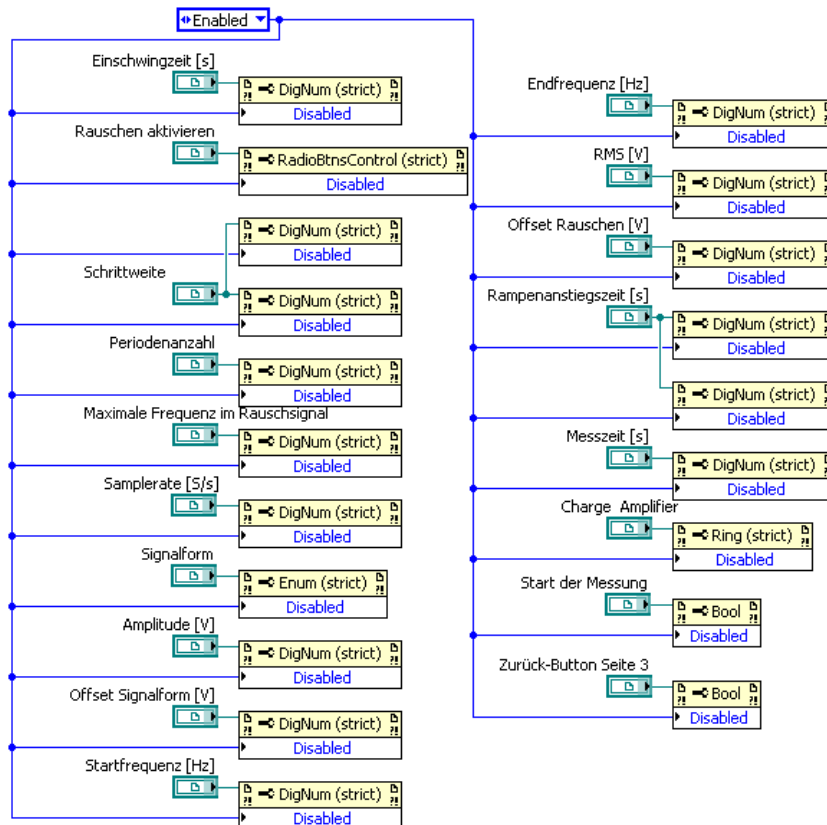 Enabled
Einschwingzeit [s]
DigNum (strict)
Disabled
Rauschen aktivieren
RadioBtnsControl (strict)
Disabled
DigNum (strict)
Disabled
Schrittweite
DigNum (strict)
Disabled
Periodenanzahl
DigNum (strict)
Disabled
Maximale Frequenz im Rauschsignal
DigNum (strict)
Disabled
Samplerate [S/s]
DigNum (strict)
Disabled
Signalform
Enum (strict)
Disabled
Amplitude [V]
DigNum (strict)
Disabled
Offset Signalform [V]
DigNum (strict)
Disabled
Startfrequenz [Hz]
DigNum (strict)
Disabled
Endfrequenz [Hz]
DigNum (strict)
Disabled
RMS [V]
DigNum (strict)
Disabled
Offset Rauschen [V]
DigNum (strict)
Disabled
Rampenanstiegszeit [s]
DigNum (strict)
Disabled
DigNum (strict)
Disabled
Messzeit [s]
DigNum (strict)
Disabled
Charge Amplifier
Ring (strict)
Disabled
Start der Messung
Bool
Disabled
Zurück-Button Seite 3
Bool
Disabled